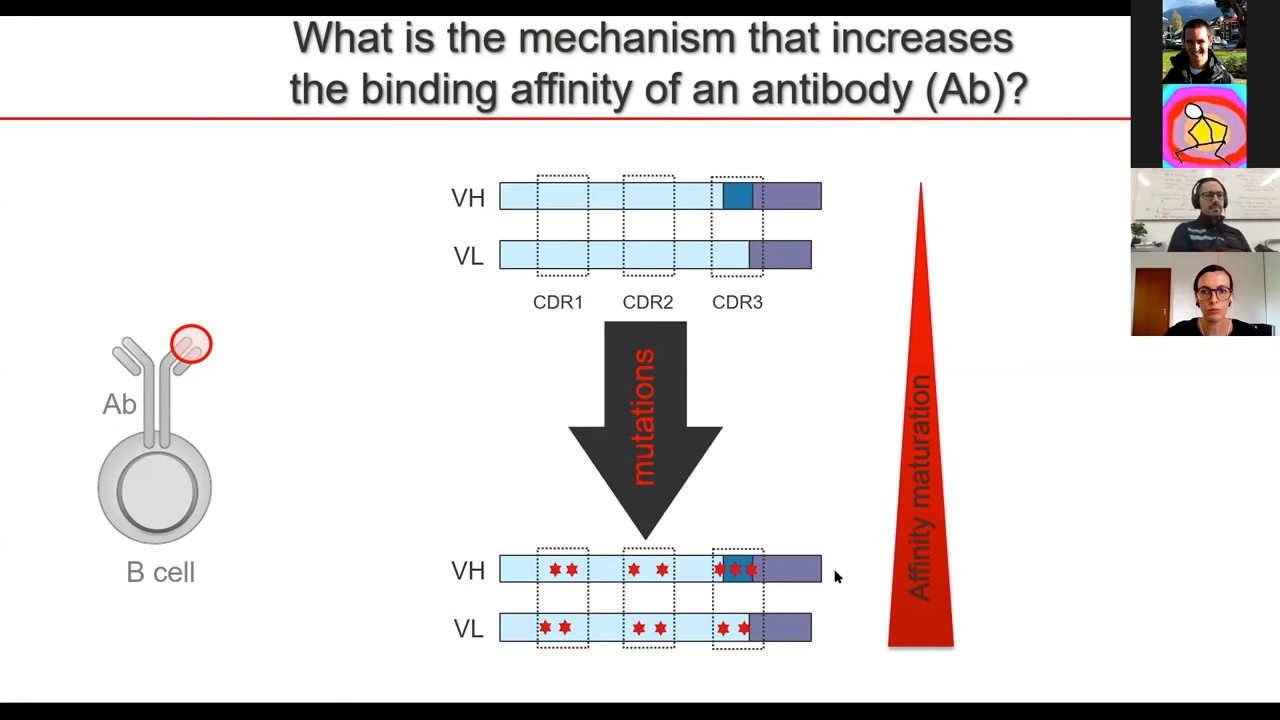 What is the mechanism that increases
the binding affinity of an antibody (Ab)?
VH
VL
CDR1 CDR2 CDR3
mutations
Affinity maturation
Ab
B cell
VH
VL